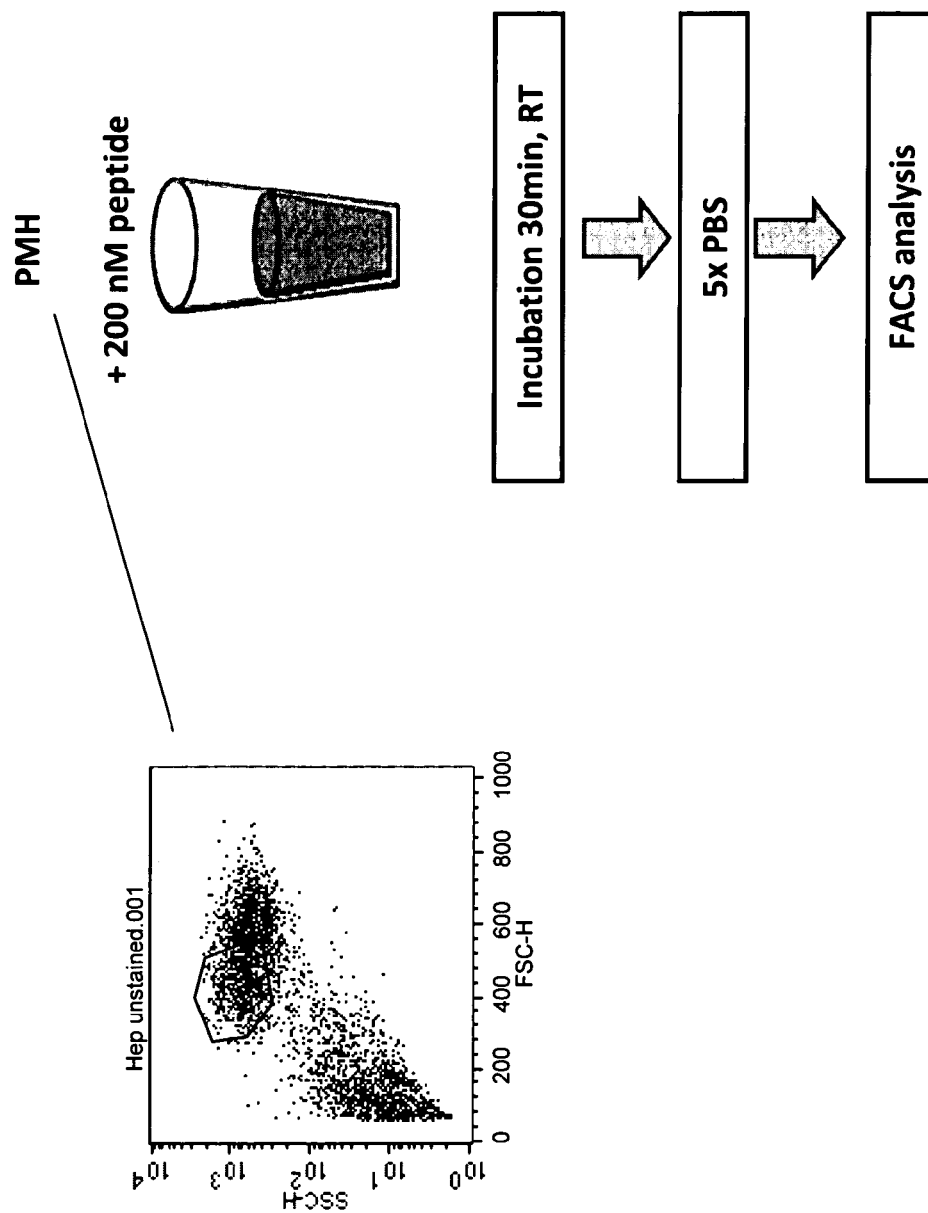 PMH
+ 200 nM peptide
Incubation 30min, RT
5x PBS
FACS analysis
Hep unstained.001
10⁴
10³
10²
10¹
10⁰
SSC-H
0 200 400 600 800 1000
FSC-H